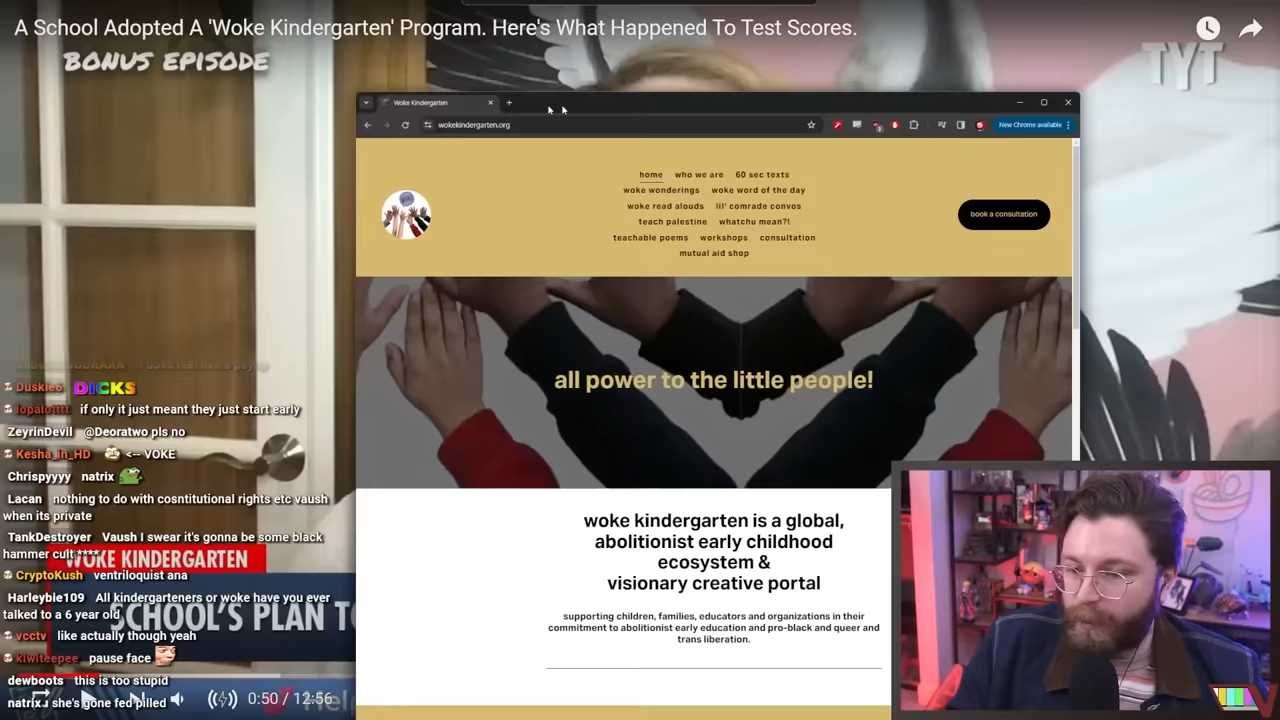 A School Adopted A 'Woke Kindergarten' Program. Here's What Happened To Test Scores.
BONUS EPISODE
TYT
Woke Kindergarten
wokekindergarten.org
New Chrome available
home who we are 60 sec texts
woke wonderings woke word of the day
woke read alouds lil' comrade convos
teach palestine whatchu mean?!
teachable poems workshops consultation
mutual aid shop
book a consultation
all power to the little people!
woke kindergarten is a global,
abolitionist early childhood
ecosystem &
visionary creative portal
supporting children, families, educators and organizations in their
commitment to abolitionist early education and pro-black and queer and
trans liberation.
Duskie6 DICKS
lopalotttt if only it just meant they just start early
ZeyrinDevil @Deoratwo pls no
Kesha_in_HD <-- VOKE
Chrispyyyy natrix
Lacan nothing to do with cosntitutional rights etc vaush
when its private
TankDestroyer Vaush I swear it's gonna be some black
hammer cult ****
CryptoKush ventriloquist ana
Harleybie109 All kindergarteners or woke have you ever
talked to a 6 year old
vcctv like actually though yeah
kiwiteepee pause face
dewboots this is too stupid
natrixJ she's gone fed pilled
WOKE KINDERGARTEN
SCHOOL'S PLAN TO
0:50 / 12:56